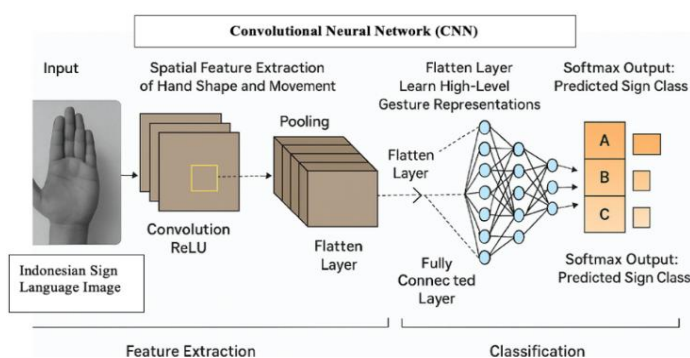 Convolutional Neural Network (CNN)
Input
Spatial Feature Extraction
of Hand Shape and Movement
Flatten Layer
Learn High-Level
Gesture Representations
Softmax Output:
Predicted Sign Class
Pooling
Flatten
Layer
A
B
C
Convolution
ReLU
Flatten
Layer
Fully
Connected
Layer
Softmax Output:
Predicted Sign Class
Indonesian Sign
Language Image
Feature Extraction
Classification